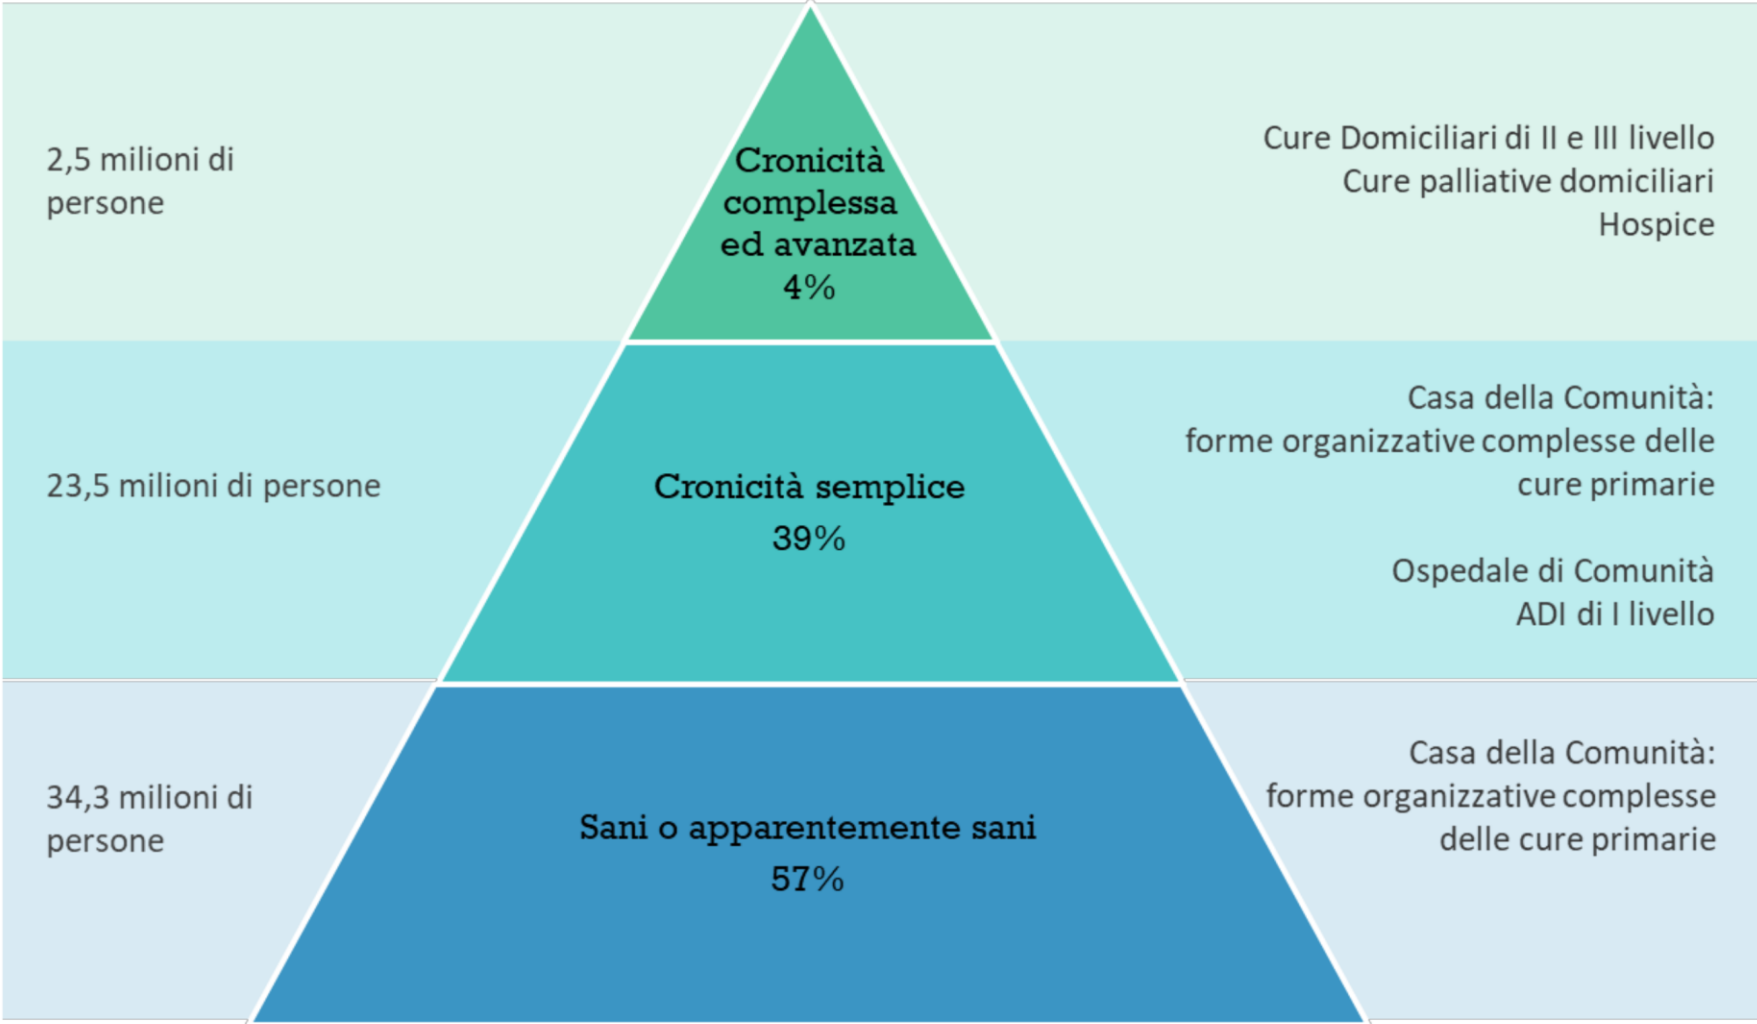 2,5 milioni di
persone
Cronicità
complessa
ed avanzata
4%
Cure Domiciliari di II e III livello
Cure palliative domiciliari
Hospice
23,5 milioni di persone
Cronicità semplice
39%
Casa della Comunità:
forme organizzative complesse delle
cure primarie
Ospedale di Comunità
ADI di I livello
34,3 milioni di
persone
Sani o apparentemente sani
57%
Casa della Comunità:
forme organizzative complesse
delle cure primarie